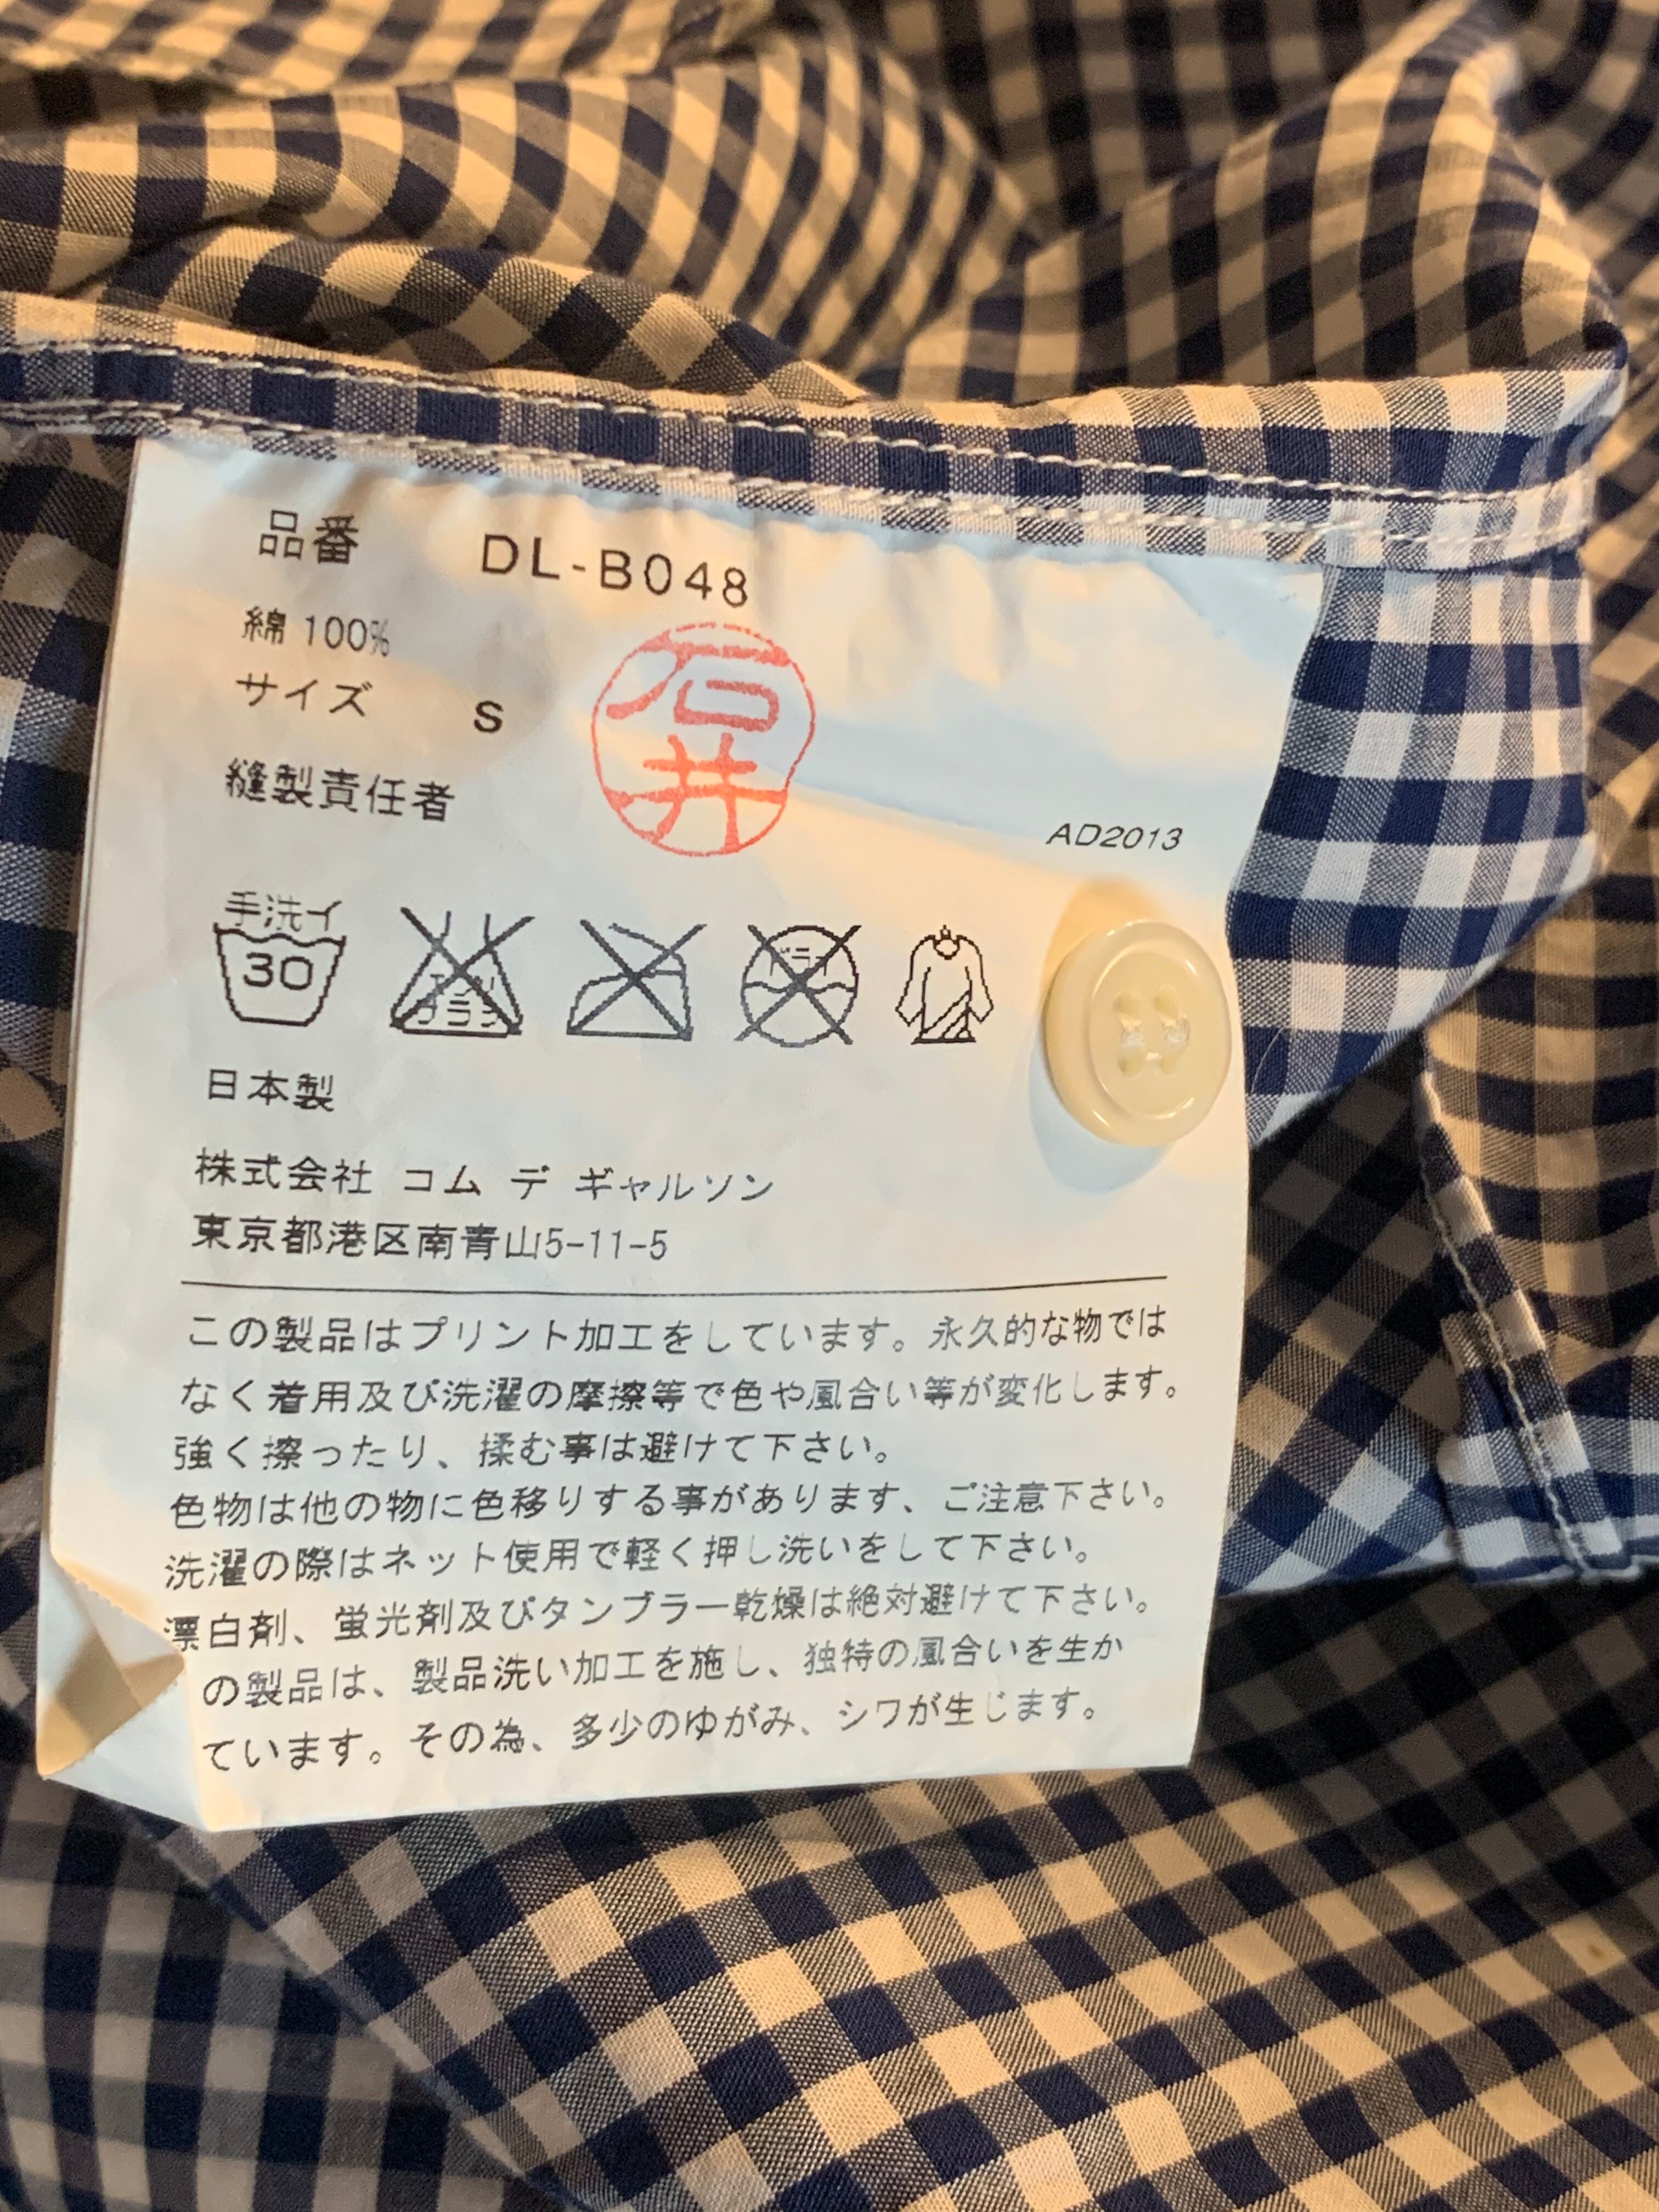 品番 DL-B048
綿 100%
サイズ S
石井
縫製責任者
AD2013
手洗イ
30
エンソ
サラシ
ドライ
日本製
株式会社 コム デ ギャルソン
東京都港区南青山5-11-5
この製品はプリント加工をしています。永久的な物では
なく着用及び洗濯の摩擦等で色や風合い等が変化します。
強く擦ったり、揉む事は避けて下さい。
色物は他の物に色移りする事があります、ご注意下さい。
洗濯の際はネット使用で軽く押し洗いをして下さい。
漂白剤、蛍光剤及びタンブラー乾燥は絶対避けて下さい。
の製品は、製品洗い加工を施し、独特の風合いを生か
ています。その為、多少のゆがみ、シワが生じます。